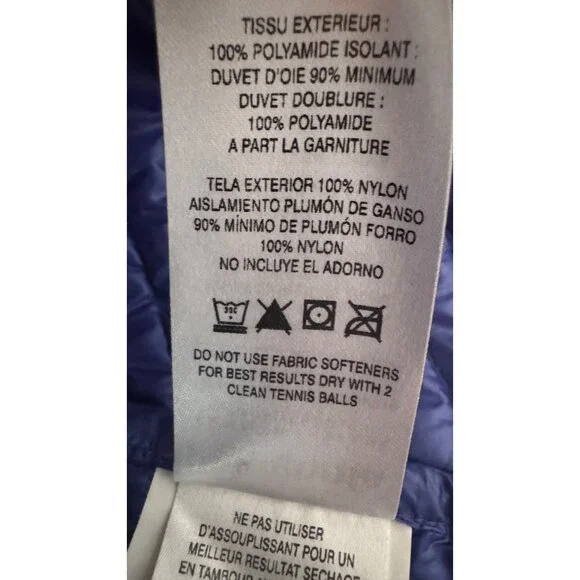 TISSU EXTERIEUR :
100% POLYAMIDE ISOLANT :
DUVET D'OIE 90% MINIMUM
DUVET DOUBLURE :
100% POLYAMIDE
A PART LA GARNITURE
TELA EXTERIOR 100% NYLON
AISLAMIENTO PLUMÓN DE GANSO
90% MÍNIMO DE PLUMÓN FORRO
100% NYLON
NO INCLUYE EL ADORNO
30C
DO NOT USE FABRIC SOFTENERS
FOR BEST RESULTS DRY WITH 2
CLEAN TENNIS BALLS
NE PAS UTILISER
D'ASSOUPLISSANT POUR UN
MEILLEUR RESULTAT SECHAGE
EN TAMBOUR